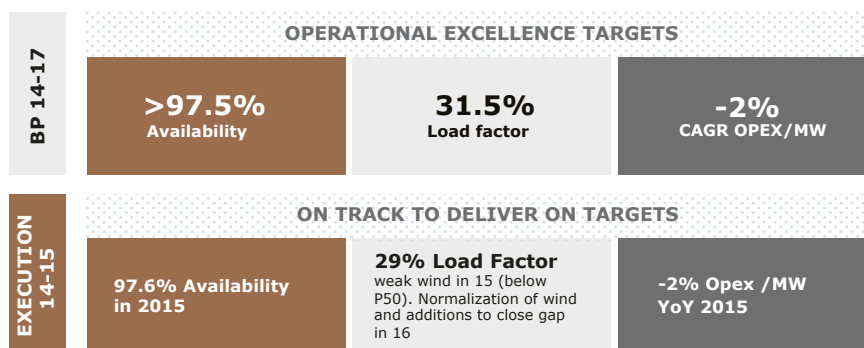 BP 14-17
OPERATIONAL EXCELLENCE TARGETS
>97.5%
Availability
31.5%
Load factor
-2%
CAGR OPEX/MW
EXECUTION
14-15
ON TRACK TO DELIVER ON TARGETS
97.6% Availability
in 2015
29% Load Factor
weak wind in 15 (below
P50). Normalization of wind
and additions to close gap
in 16
-2% Opex /MW
YoY 2015